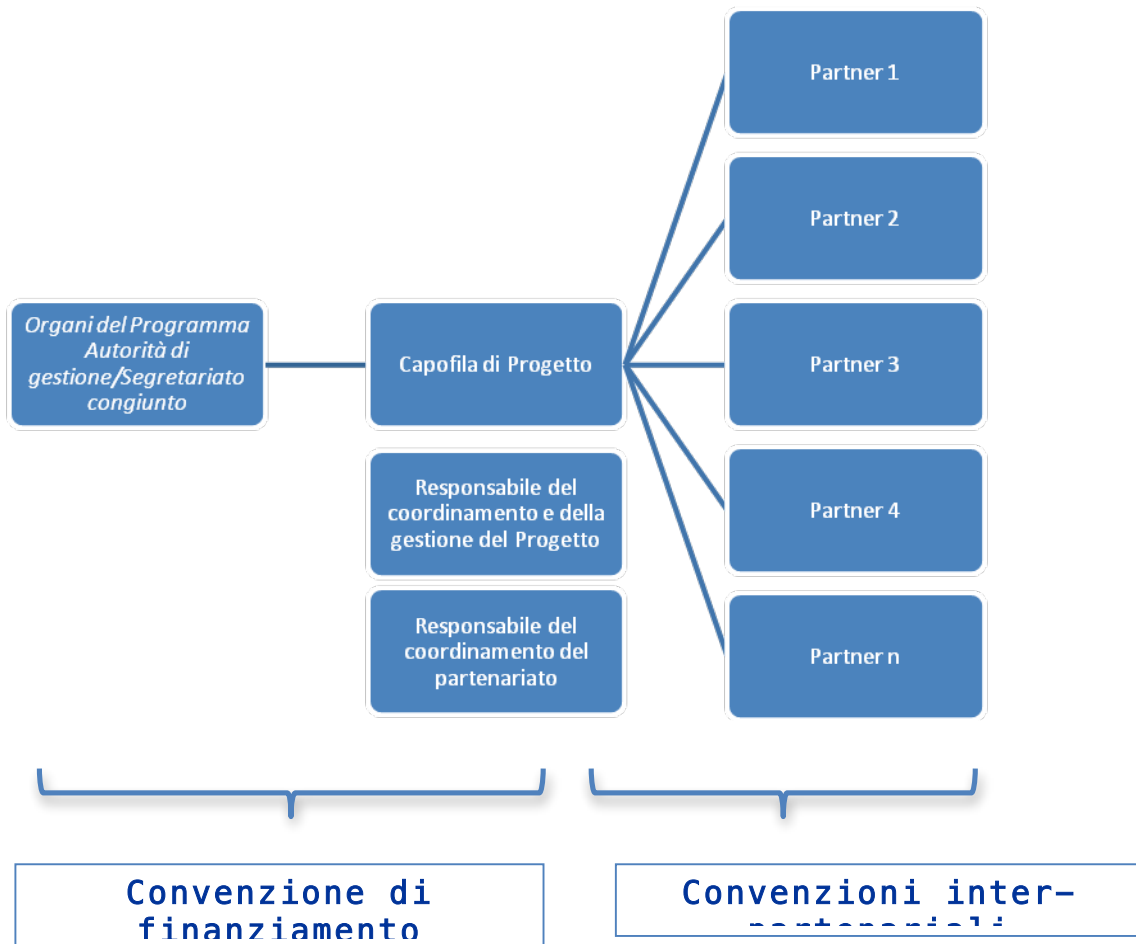 Partner 1
Partner 2
Organi del Programma
Autorità di
gestione/Segretariato
congiunto
Capofila di Progetto
Partner 3
Responsabile del
coordinamento e della
gestione del Progetto
Partner 4
Responsabile del
coordinamento del
partenariato
Partner n
Convenzione di
finanziamento
Convenzioni inter–
partenariali